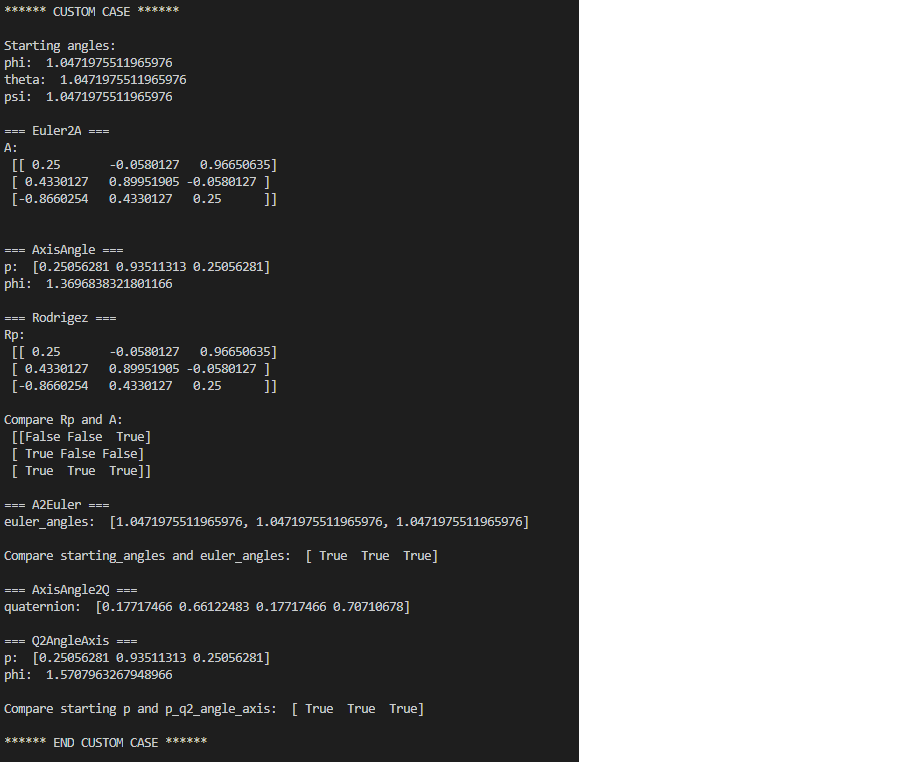 ****** CUSTOM CASE ******
Starting angles:
phi:  1.0471975511965976
theta:  1.0471975511965976
psi:  1.0471975511965976
=== Euler2A ===
A:
[[ 0.25       -0.0580127   0.96650635]
[ 0.4330127   0.89951905 -0.0580127 ]
[-0.8660254   0.4330127   0.25      ]]
=== AxisAngle ===
p:  [0.25056281 0.93511313 0.25056281]
phi:  1.3696838321801166
=== Rodrigez ===
Rp:
[[ 0.25       -0.0580127   0.96650635]
[ 0.4330127   0.89951905 -0.0580127 ]
[-0.8660254   0.4330127   0.25      ]]
Compare Rp and A:
[[False False  True]
[ True False False]
[ True  True  True]]
=== A2Euler ===
euler_angles:  [1.0471975511965976, 1.0471975511965976, 1.0471975511965976]
Compare starting_angles and euler_angles:  [ True  True  True]
=== AxisAngle2Q ===
quaternion:  [0.17717466 0.66122483 0.17717466 0.70710678]
=== Q2AngleAxis ===
p:  [0.25056281 0.93511313 0.25056281]
phi:  1.5707963267948966
Compare starting p and p_q2_angle_axis:  [ True  True  True]
****** END CUSTOM CASE ******